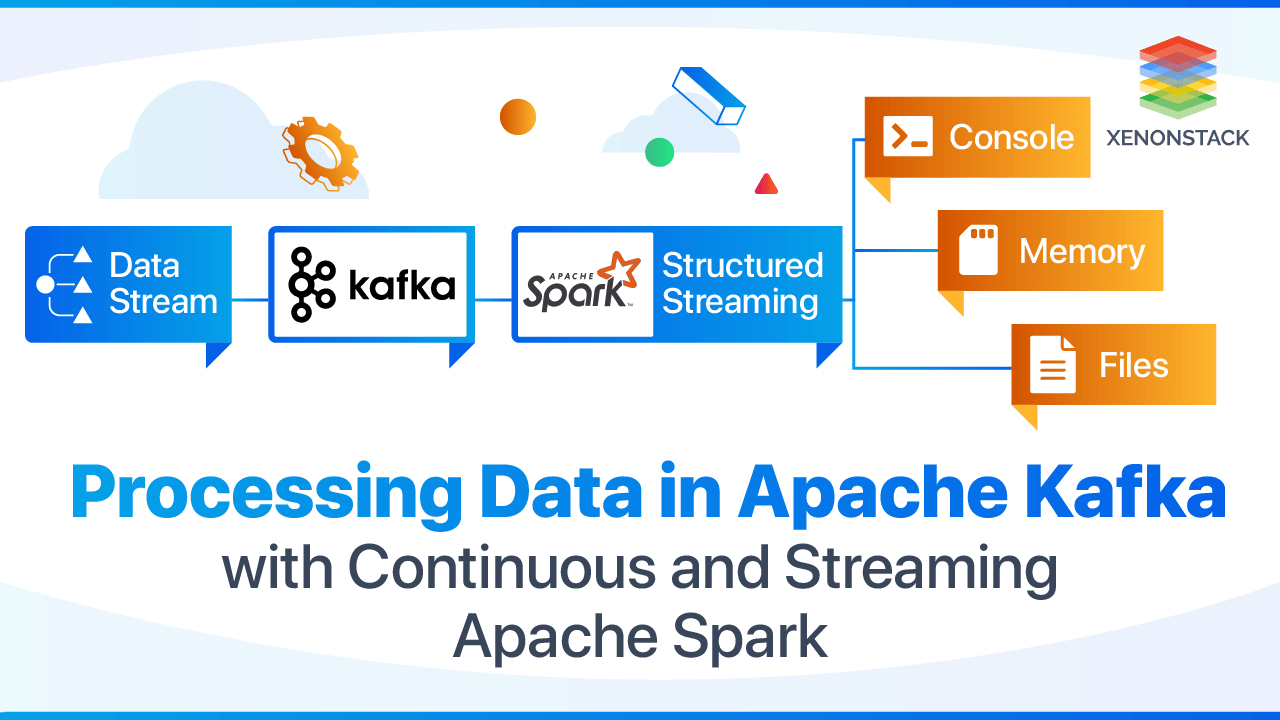 XENONSTACK
Console
Data
Stream
kafka
APACHE
Spark™
Structured
Streaming
Memory
Files
Processing Data in Apache Kafka
with Continuous and Streaming
Apache Spark